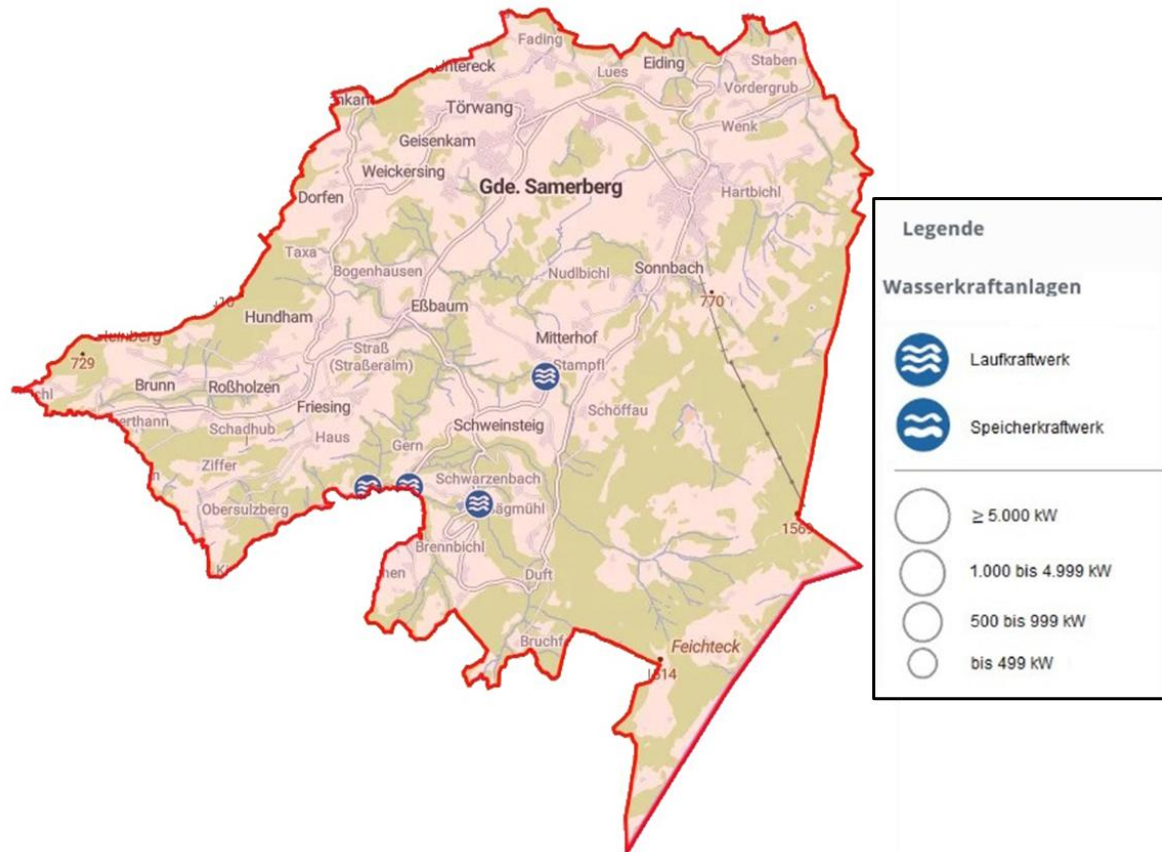 Fading
Staben
Eiding
Lues
Vordergrub
Törwang
Wenk
Geisenkam
Weickersing
Gde. Samerberg
Hartbichl
Dorfen
Taxa
Bogenhausen
Nudlbichl
Sonnbach
770
Eßbaum
Hundham
Mitterhof
Straß
(Straßeralm)
Stampfl
729
Brunn
Roßholzen
Friesing
Schöffau
Schadhub
Schweinsteig
Haus
Gern
Ziffer
Schwarzenbach
Obersulzberg
1569
Brennbichl
Duft
Feichteck
Legende
Wasserkraftanlagen
Laufkraftwerk
Speicherkraftwerk
≥ 5.000 kW
1.000 bis 4.999 kW
500 bis 999 kW
bis 499 kW